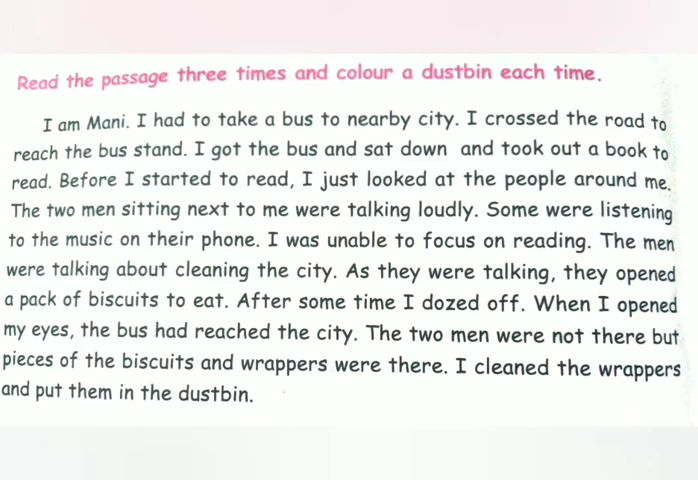 Read the passage three times and colour a dustbin each time.
I am Mani. I had to take a bus to nearby city. I crossed the road to
reach the bus stand. I got the bus and sat down and took out a book to
read. Before I started to read, I just looked at the people around me.
The two men sitting next to me were talking loudly. Some were listening
to the music on their phone. I was unable to focus on reading. The men
were talking about cleaning the city. As they were talking, they opened
a pack of biscuits to eat. After some time I dozed off. When I opened
my eyes, the bus had reached the city. The two men were not there but
pieces of the biscuits and wrappers were there. I cleaned the wrappers
and put them in the dustbin.